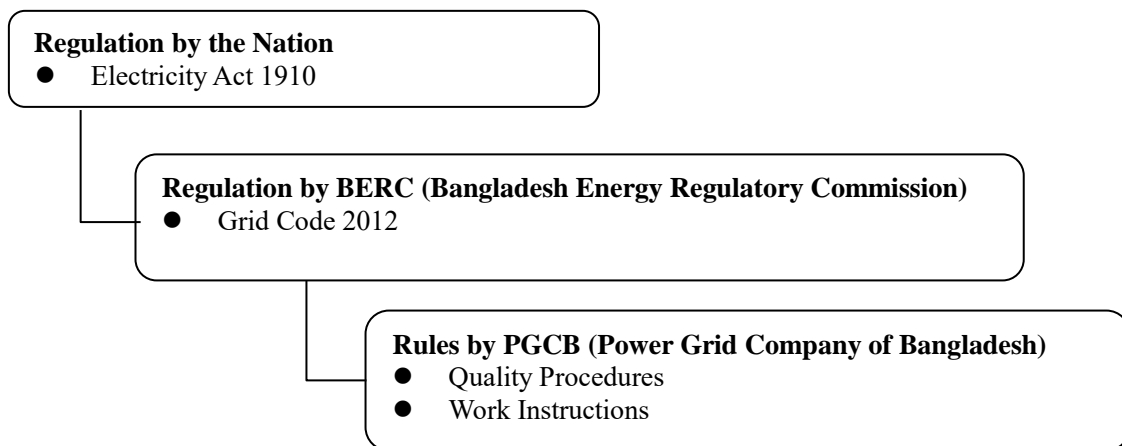 Regulation by the Nation
● Electricity Act 1910
Regulation by BERC (Bangladesh Energy Regulatory Commission)
● Grid Code 2012
Rules by PGCB (Power Grid Company of Bangladesh)
● Quality Procedures
● Work Instructions